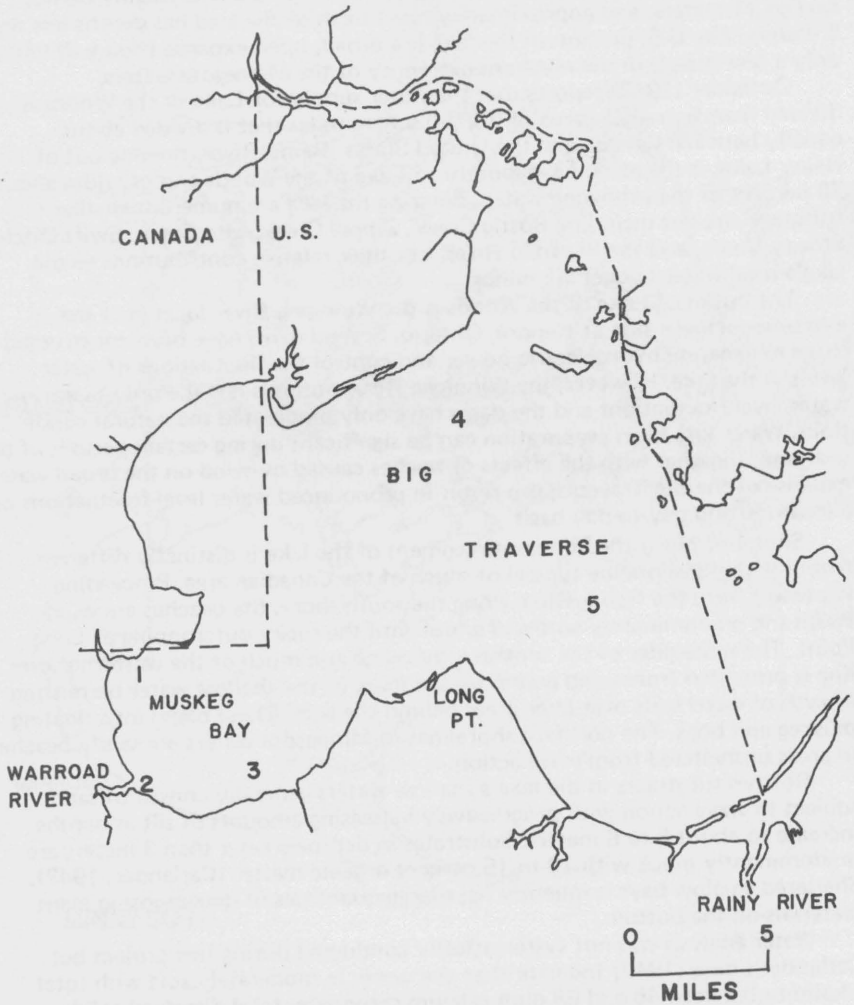 CANADA U.S.
4
BIG
TRAVERSE
5
1
MUSKEG
BAY
LONG
PT.
WARROAD
RIVER
2
3
RAINY RIVER
0 5
MILES